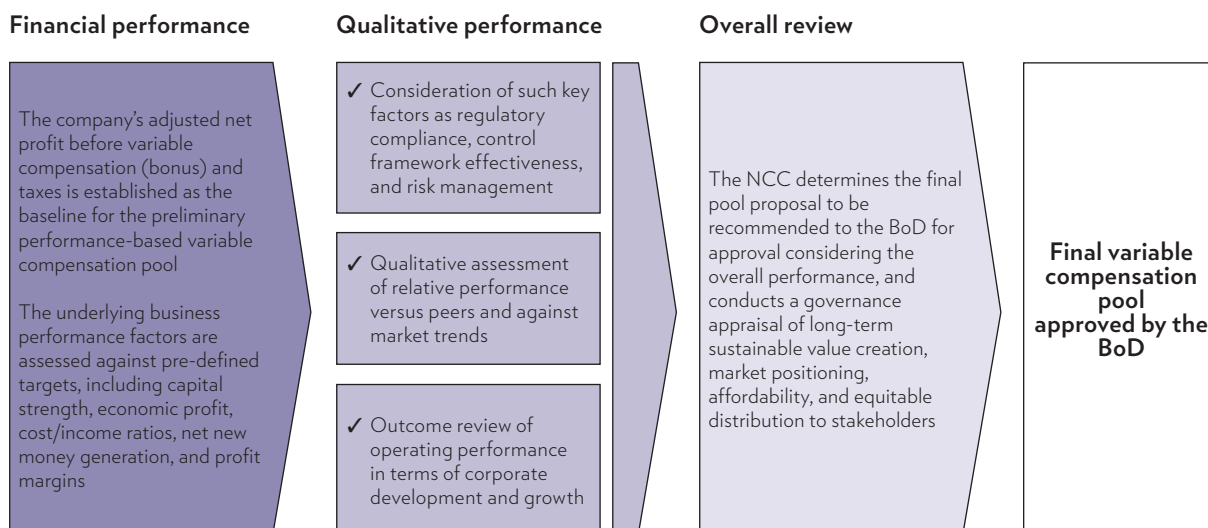 Financial performance
The company's adjusted net
profit before variable
compensation (bonus) and
taxes is established as the
baseline for the preliminary
performance-based variable
compensation pool
The underlying business
performance factors are
assessed against pre-defined
targets, including capital
strength, economic profit,
cost/income ratios, net new
money generation, and profit
margins
Qualitative performance
✓ Consideration of such key
factors as regulatory
compliance, control
framework effectiveness,
and risk management
✓ Qualitative assessment
of relative performance
versus peers and against
market trends
✓ Outcome review of
operating performance
in terms of corporate
development and growth
Overall review
The NCC determines the final
pool proposal to be
recommended to the BoD for
approval considering the
overall performance, and
conducts a governance
appraisal of long-term
sustainable value creation,
market positioning,
affordability, and equitable
distribution to stakeholders
Final variable
compensation
pool
approved by the
BoD